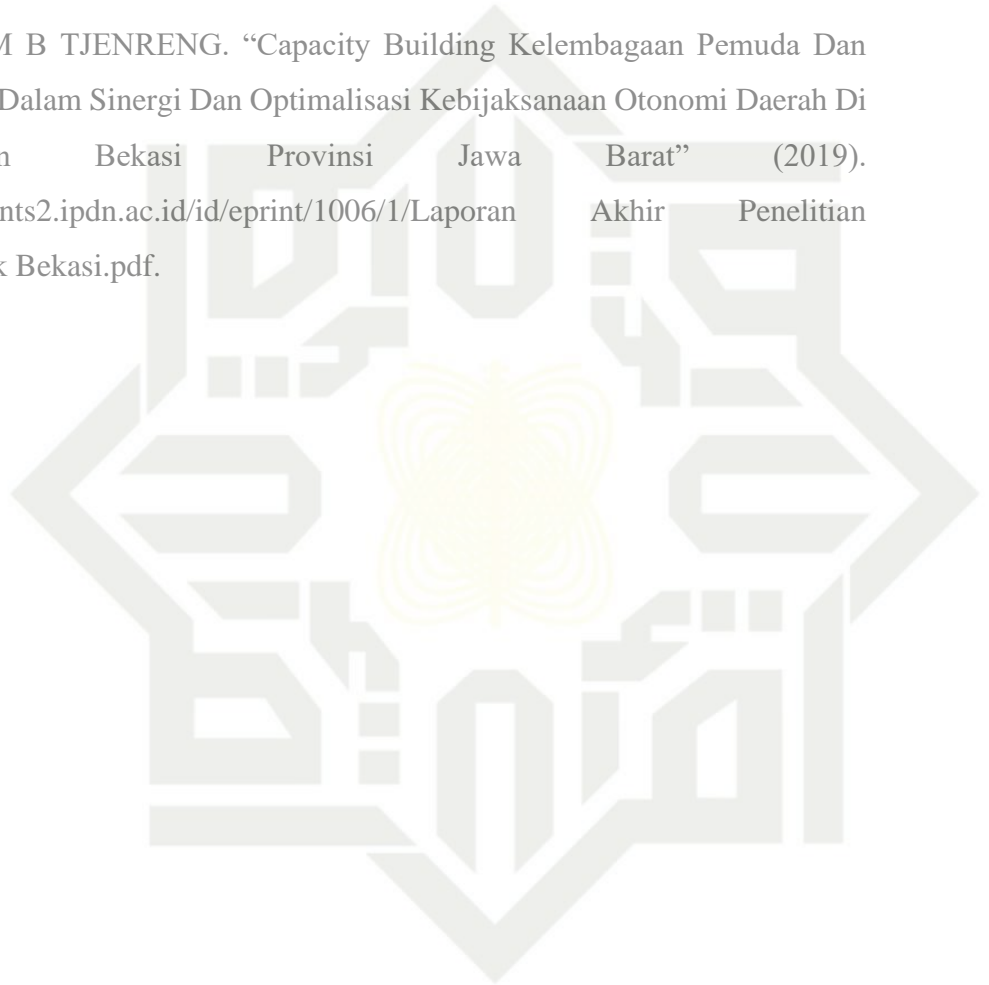 M B TJENRENG. “Capacity Building Kelembagaan Pemuda Dan
Dalam Sinergi Dan Optimalisasi Kebijaksanaan Otonomi Daerah Di
n Bekasi Provinsi Jawa Barat” (2019).
nts2.ipdn.ac.id/id/eprint/1006/1/Laporan Akhir Penelitian
k Bekasi.pdf.